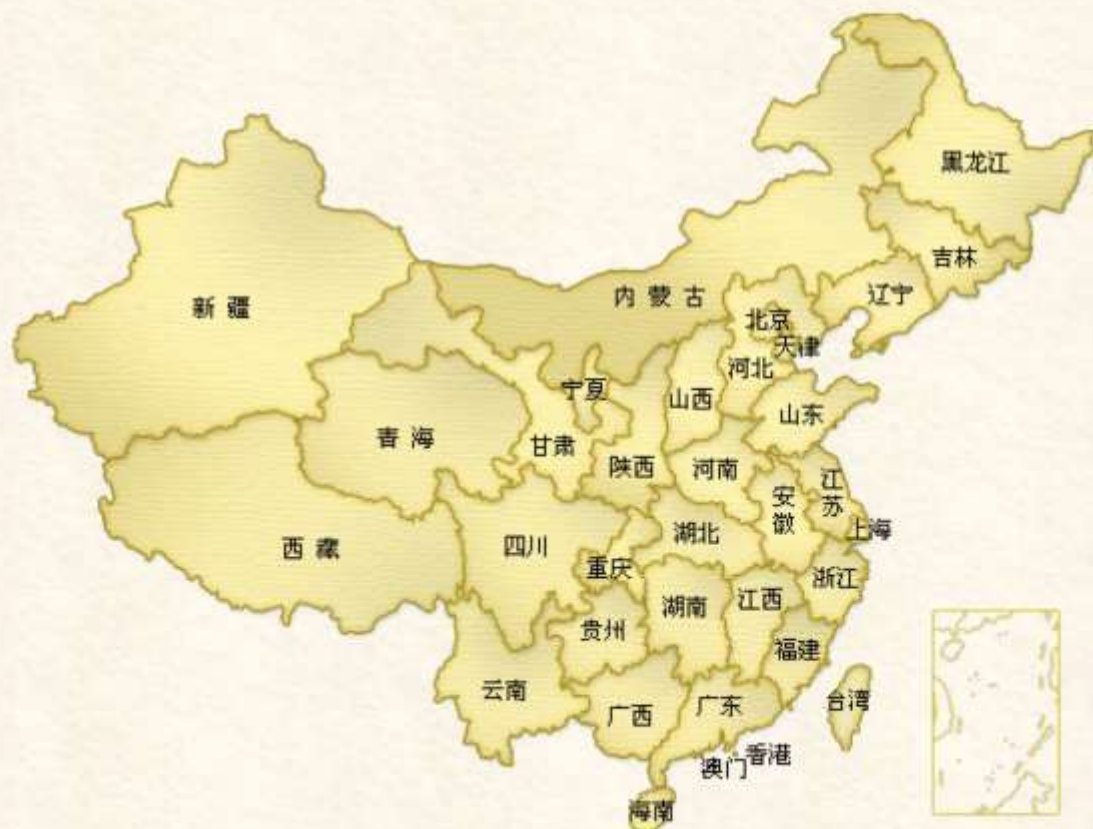 黑龙江
吉林
辽宁
内蒙古
新疆
北京
天津
河北
山西
宁夏
山东
青海
甘肃
陕西
河南
江苏
安徽
上海
西藏
四川
湖北
重庆
浙江
湖南
江西
贵州
福建
云南
广西
广东
台湾
香港
澳门
海南